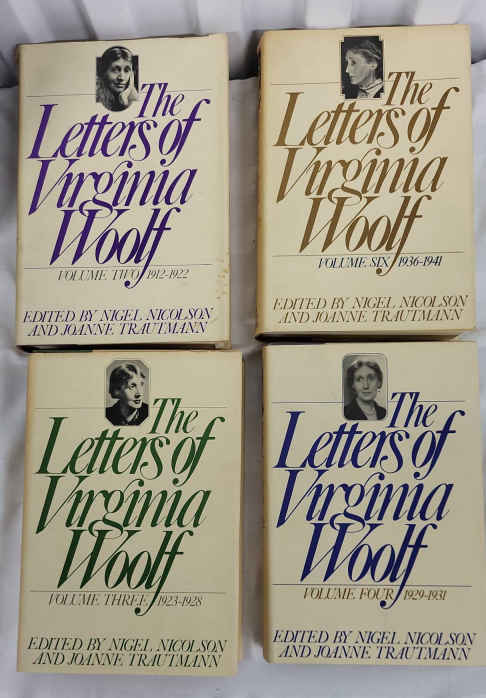 The
Letters of
Virginia
Woolf
VOLUME TWO 1912-1922
EDITED BY NIGEL NICOLSON
AND JOANNE TRAUTMANN
The
Letters of
Virginia
Woolf
VOLUME SIX 1936-1941
EDITED BY NIGEL NICOLSON
AND JOANNE TRAUTMANN
The
Letters of
Virginia
Woolf
VOLUME THREE 1923-1928
EDITED BY NIGEL NICOLSON
AND JOANNE TRAUTMANN
The
Letters of
Virginia
Woolf
VOLUME FOUR 1929-1931
EDITED BY NIGEL NICOLSON
AND JOANNE TRAUTMANN